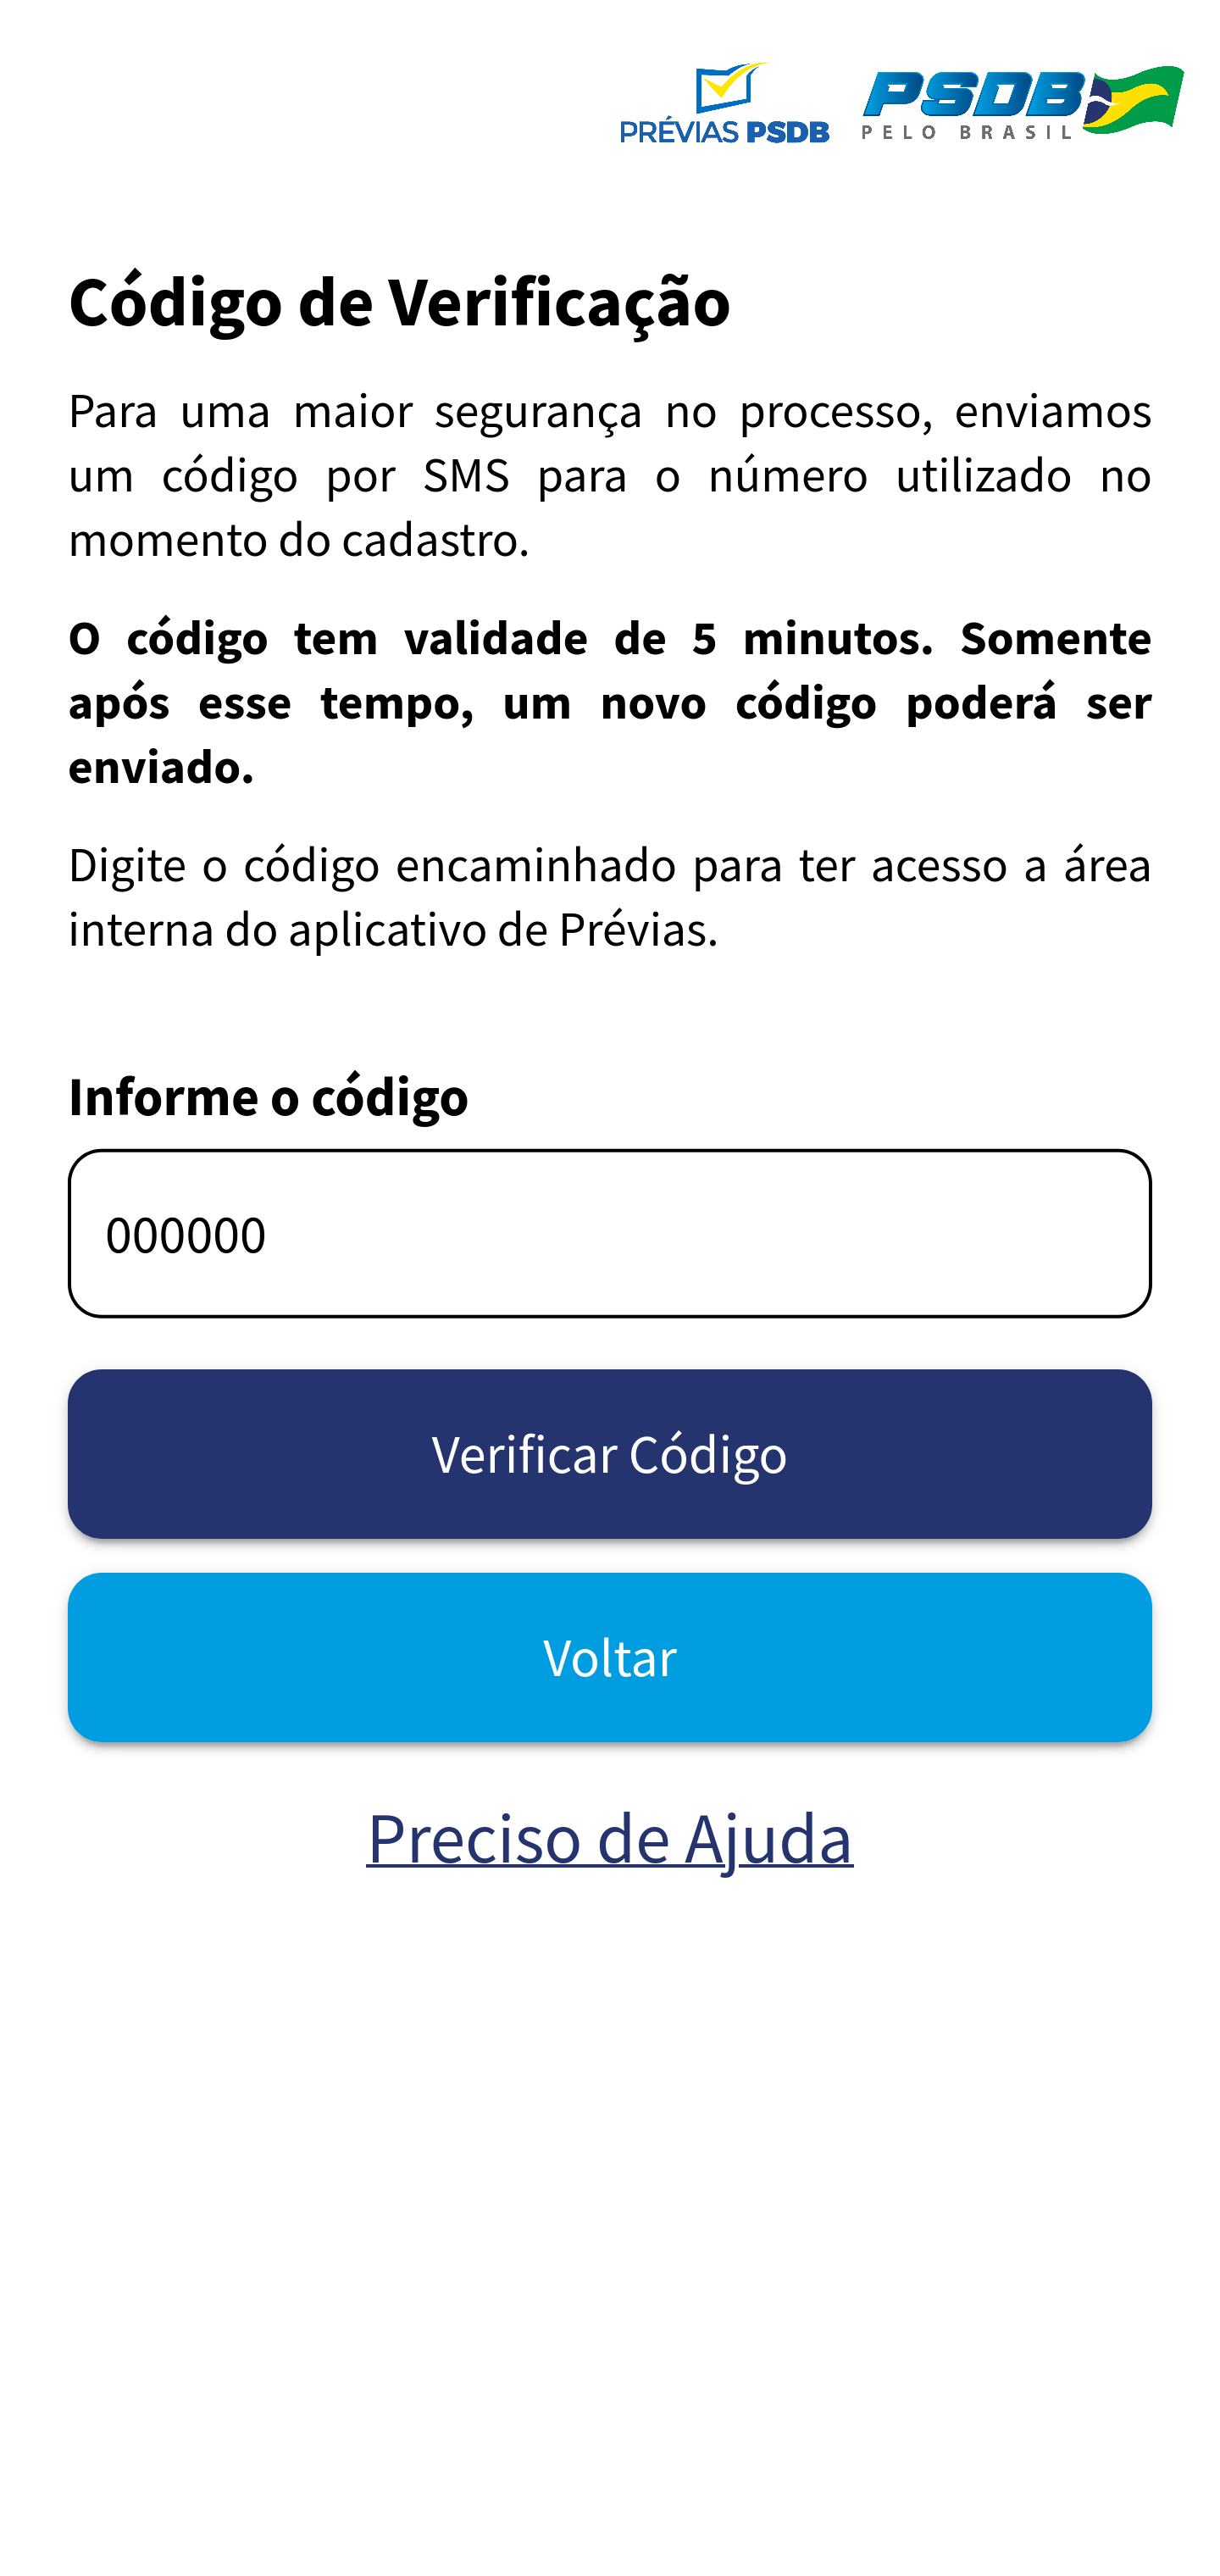 PRÉVIAS PSDB
PSDB
PELO BRASIL
Código de Verificação
Para uma maior segurança no processo, enviamos
um código por SMS para o número utilizado no
momento do cadastro.
O código tem validade de 5 minutos. Somente
após esse tempo, um novo código poderá ser
enviado.
Digite o código encaminhado para ter acesso a área
interna do aplicativo de Prévias.
Informe o código
000000
Verificar Código
Voltar
Preciso de Ajuda